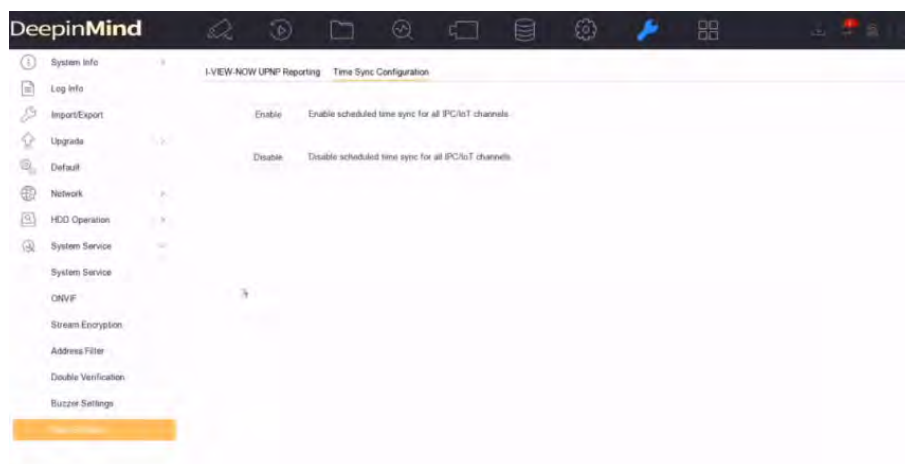 DeepinMind
System Info
Log Info
Import/Export
Upgrade
Default
Network
HDD Operation
System Service
System Service
ONVIF
Stream Encryption
Address Filter
Double Verification
Buzzer Settings
I-VIEW-NOW UPNP Reporting Time Sync Configuration
Enable Enable scheduled time sync for all IPC/IoT channels.
Disable Disable scheduled time sync for all IPC/IoT channels.